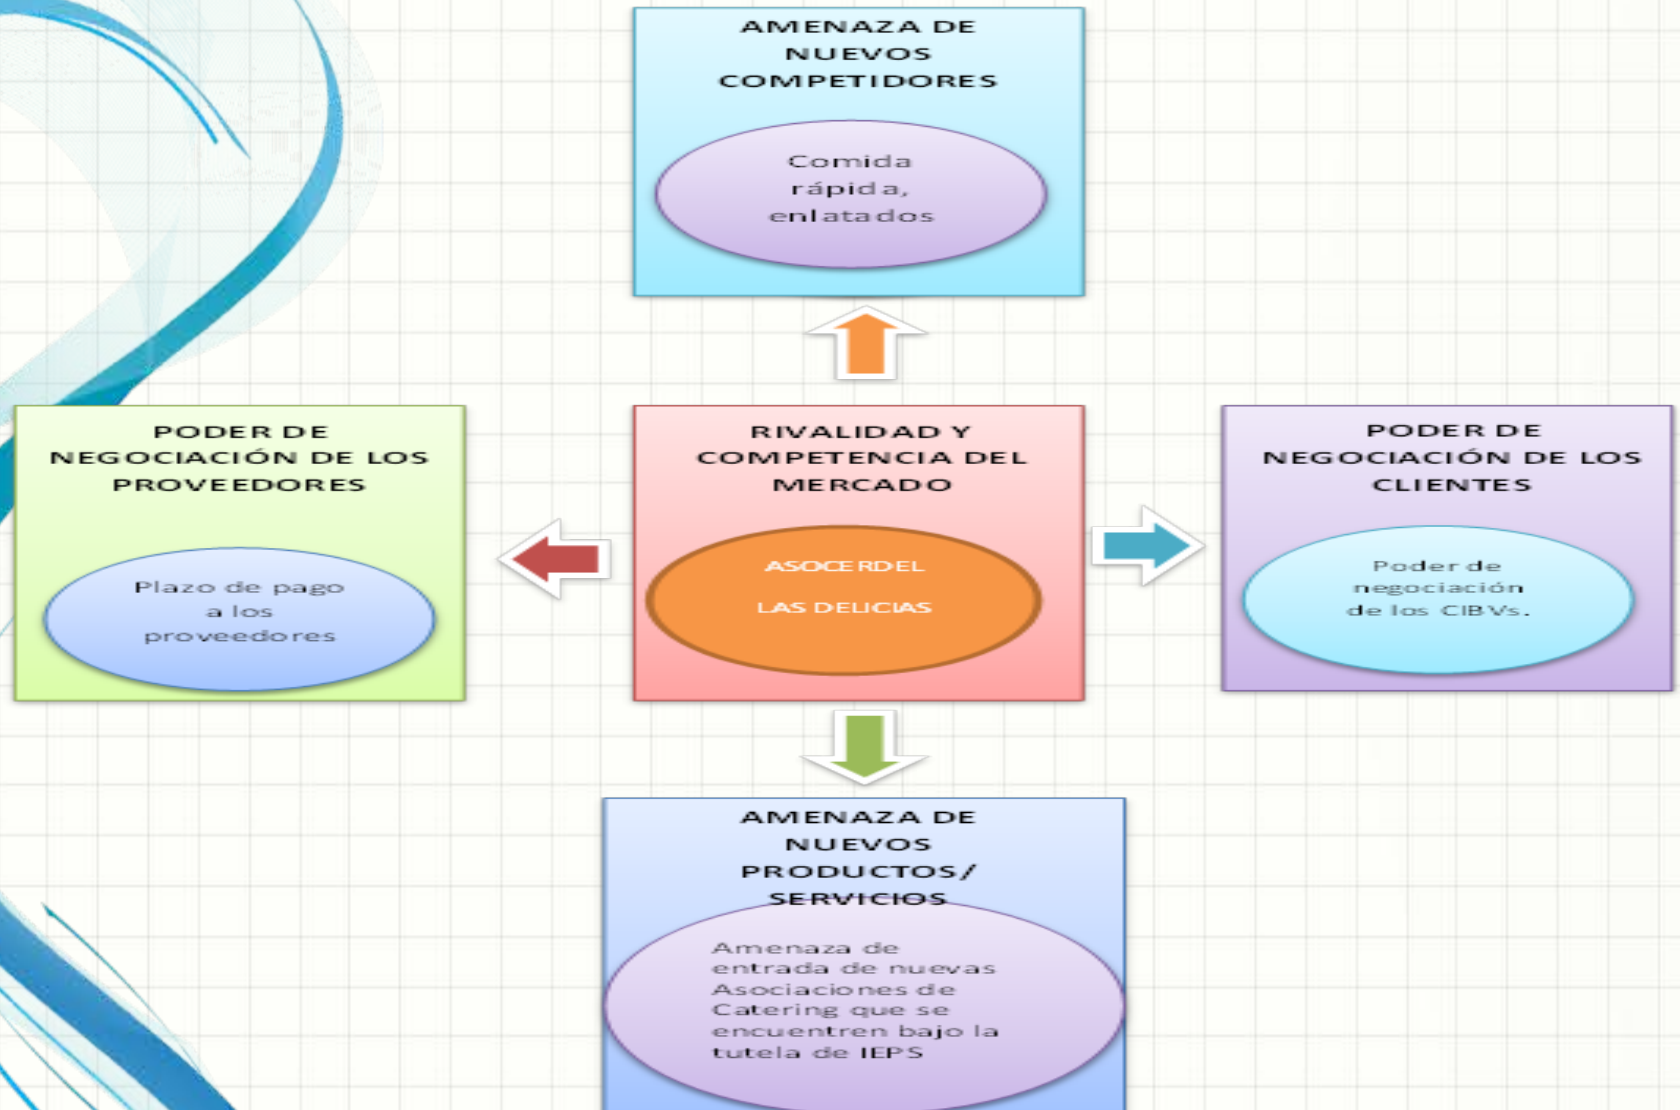 AMENAZA DE
NUEVOS
COMPETIDORES
Comida
rápida,
enlatados
PODER DE
NEGOCIACIÓN DE LOS
PROVEEDORES
Plazo de pago
a los
proveedores
RIVALIDAD Y
COMPETENCIA DEL
MERCADO
ASOCERDEL
LAS DELICIAS
PODER DE
NEGOCIACIÓN DE LOS
CLIENTES
Poder de
negociación
de los CIBVs.
AMENAZA DE
NUEVOS
PRODUCTOS/
SERVICIOS
Amenaza de
entrada de nuevas
Asociaciones de
Catering que se
encuentren bajo la
tutela de IEPS